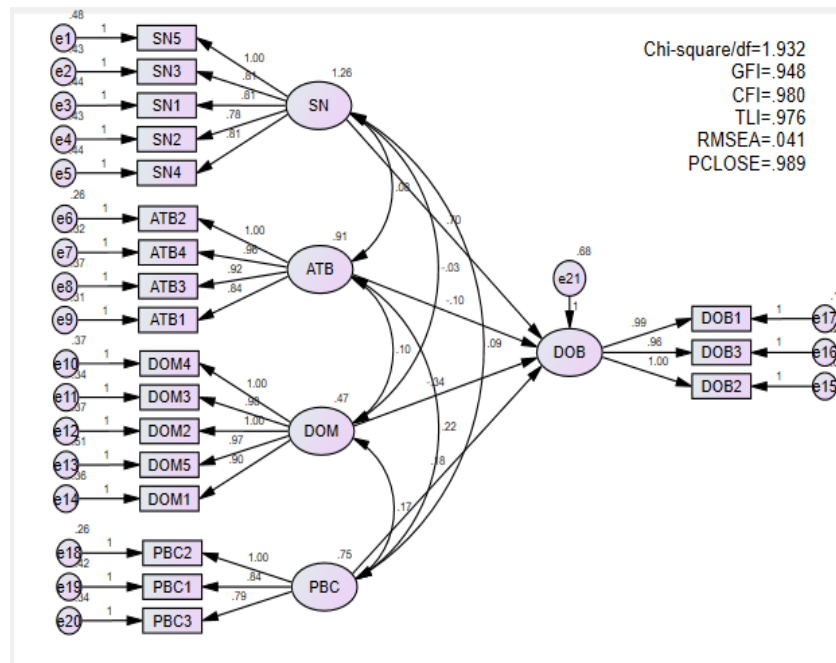 Chi-square/df=1.932
GFI=.948
CFI=.980
TLI=.976
RMSEA=.041
PCLOSE=.989
.48
e1 1 SN5 1.00
.43
e2 1 SN3 .81
.44
e3 1 SN1 .81
.43
e4 1 SN2 .78
.44
e5 1 SN4 .81
1.26
SN
.26
e6 1 ATB2 1.00
.32
e7 1 ATB4 .96
.37
e8 1 ATB3 .92
.31
e9 1 ATB1 .84
.91
ATB
.37
e10 1 DOM4 1.00
.34
e11 1 DOM3 .98
.37
e12 1 DOM2 1.00
.51
e13 1 DOM5 .97
.36
e14 1 DOM1 .90
.47
DOM
.26
e18 1 PBC2 1.00
.42
e19 1 PBC1 .84
.34
e20 1 PBC3 .79
.75
PBC
.08
.70
-.03
-.10
.09
.10
-.34
.22
.18
.17
.68
e21
1
DOB
.99 DOB1 1 e17
.96 DOB3 1 e16
1.00 DOB2 1 e15